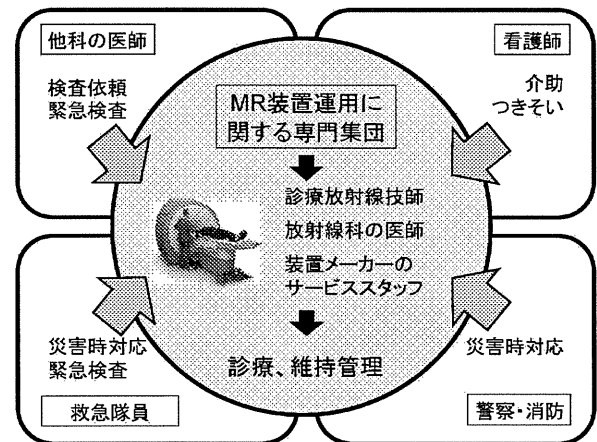 他科の医師
検査依頼
緊急検査
看護師
介助
つきそい
MR装置運用に
関する専門集団
診療放射線技師
放射線科の医師
装置メーカーの
サービススタッフ
診療、維持管理
災害時対応
緊急検査
救急隊員
災害時対応
警察・消防